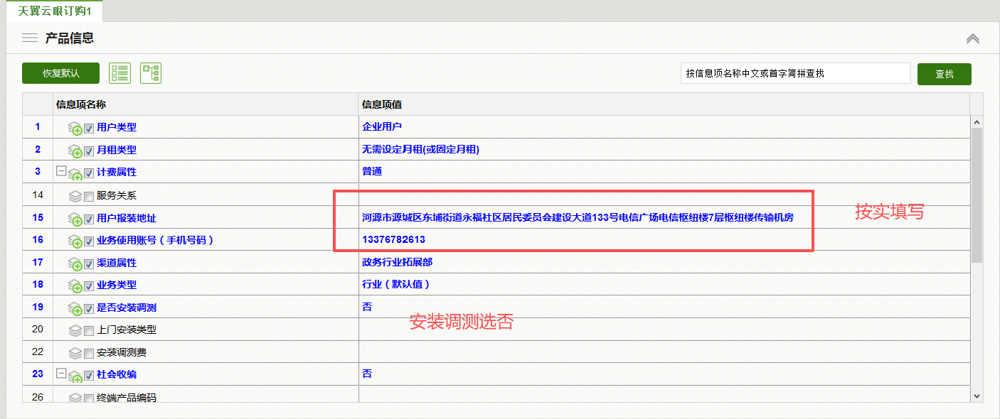 天翼云眼订购1
产品信息
恢复默认
按信息项名称中文或首字简拼查找
查找
信息项名称 信息项值
1 用户类型 企业用户
2 月租类型 无需设定月租(或固定月租)
3 计费属性 普通
14 服务关系
15 用户报装地址 河源市源城区东埔街道永福社区居民委员会建设大道133号电信广场电信枢纽楼7层枢纽楼传输机房
按实填写
16 业务使用账号（手机号码） 13376782613
17 渠道属性 政务行业拓展部
18 业务类型 行业（默认值）
19 是否安装调测 否
安装调测选否
20 上门安装类型
22 安装调测费
23 社会收编 否
26 终端产品编码